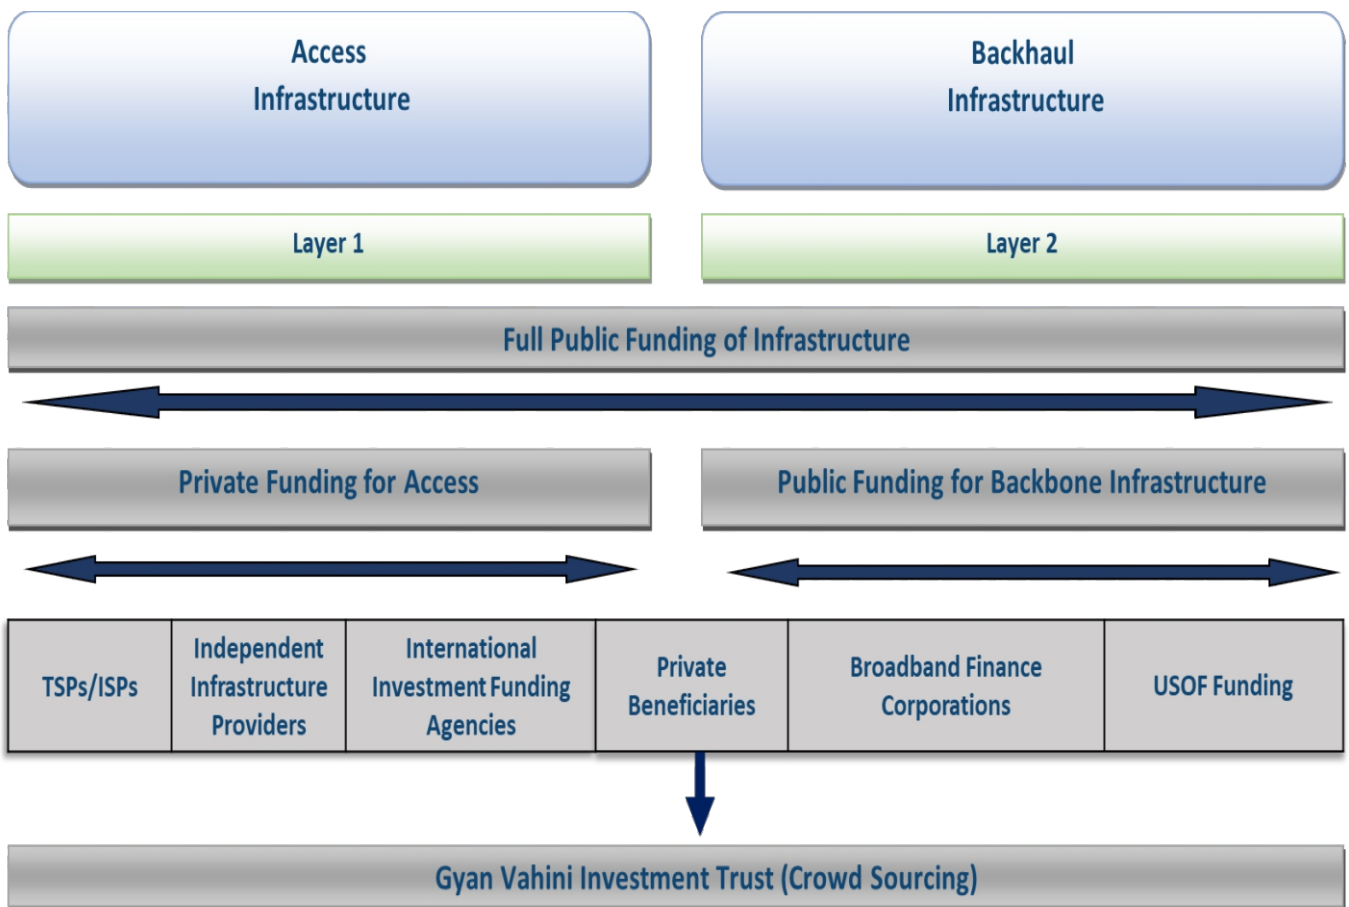 Access
Infrastructure
Backhaul
Infrastructure
Layer 1
Layer 2
Full Public Funding of Infrastructure
Private Funding for Access
Public Funding for Backbone Infrastructure
TSPs/ISPs
Independent
Infrastructure
Providers
International
Investment Funding
Agencies
Private
Beneficiaries
Broadband Finance
Corporations
USOF Funding
Gyan Vahini Investment Trust (Crowd Sourcing)